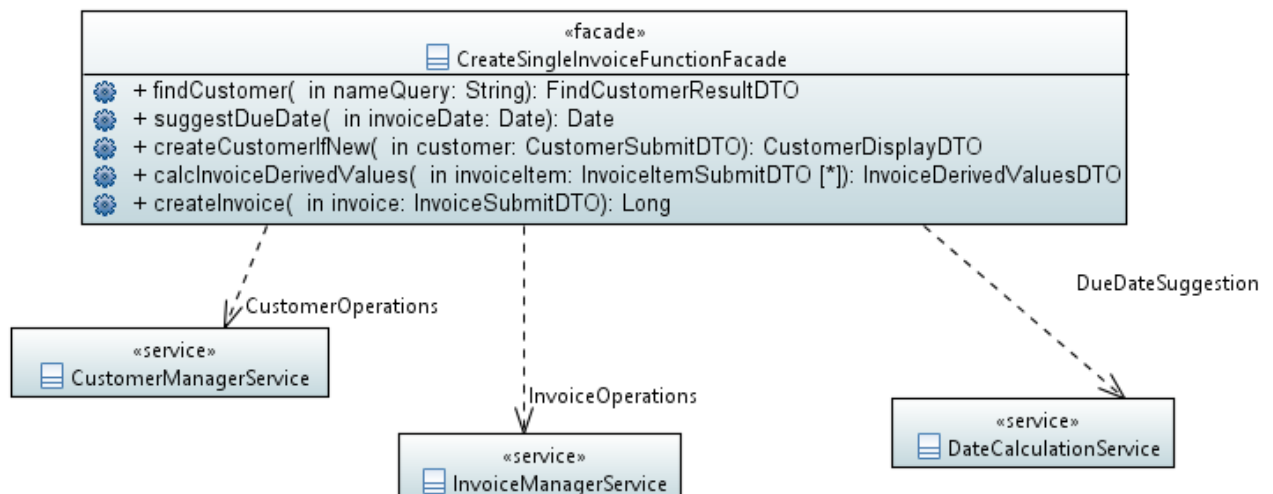 «facade»
CreateSingleInvoiceFunctionFacade
+ findCustomer( in nameQuery: String): FindCustomerResultDTO
+ suggestDueDate( in invoiceDate: Date): Date
+ createCustomerIfNew( in customer: CustomerSubmitDTO): CustomerDisplayDTO
+ calcInvoiceDerivedValues( in invoiceItem: InvoiceItemSubmitDTO [*]): InvoiceDerivedValuesDTO
+ createInvoice( in invoice: InvoiceSubmitDTO): Long
DueDateSuggestion
CustomerOperations
«service»
CustomerManagerService
InvoiceOperations
«service»
DateCalculationService
«service»
InvoiceManagerService